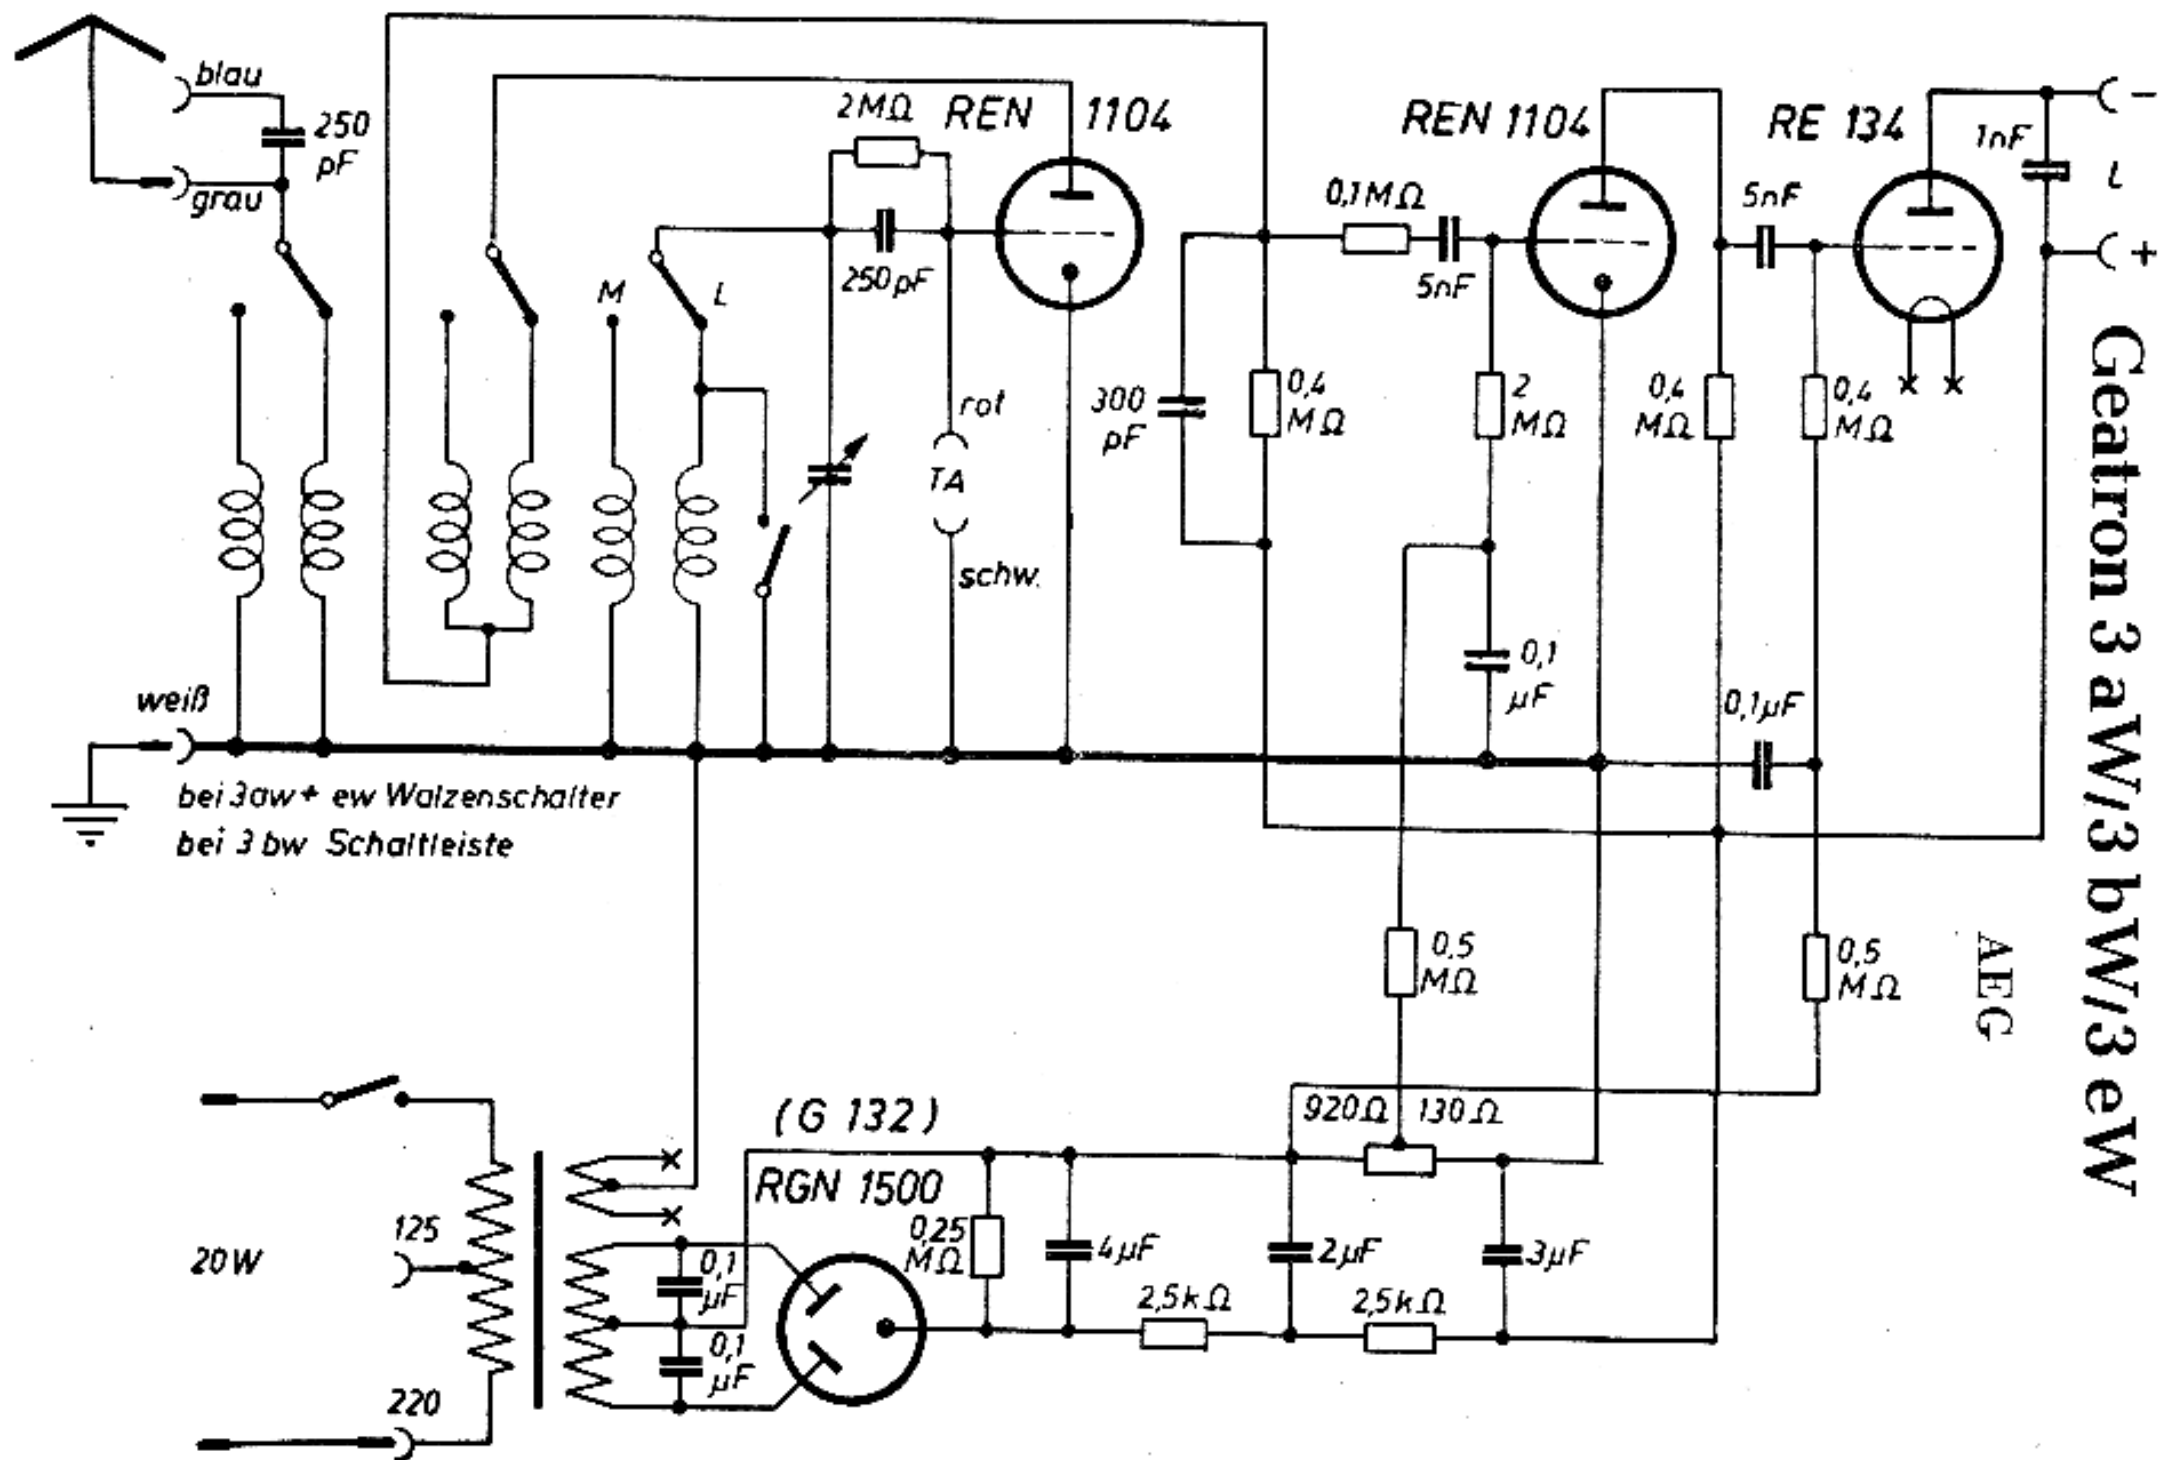 blau
250
pF
grau
2MΩ
REN 1104
250pF
M
L
rot
TA
schw.
weiß
bei 3aw+ ew Walzenschalter
bei 3bw Schaltleiste
300
pF
0,4
MΩ
0,1MΩ
5nF
REN 1104
2
MΩ
0,1
µF
0,4
MΩ
5nF
0,4
MΩ
RE 134
1nF
L
-
+
0,1µF
0,5
MΩ
0,5
MΩ
Geatron 3 aW/3 bW/3 eW
AEG
20W
125
220
(G 132)
RGN 1500
0,1
µF
0,1
µF
0,25
MΩ
4µF
2,5kΩ
2µF
920Ω 130Ω
2,5kΩ
3µF